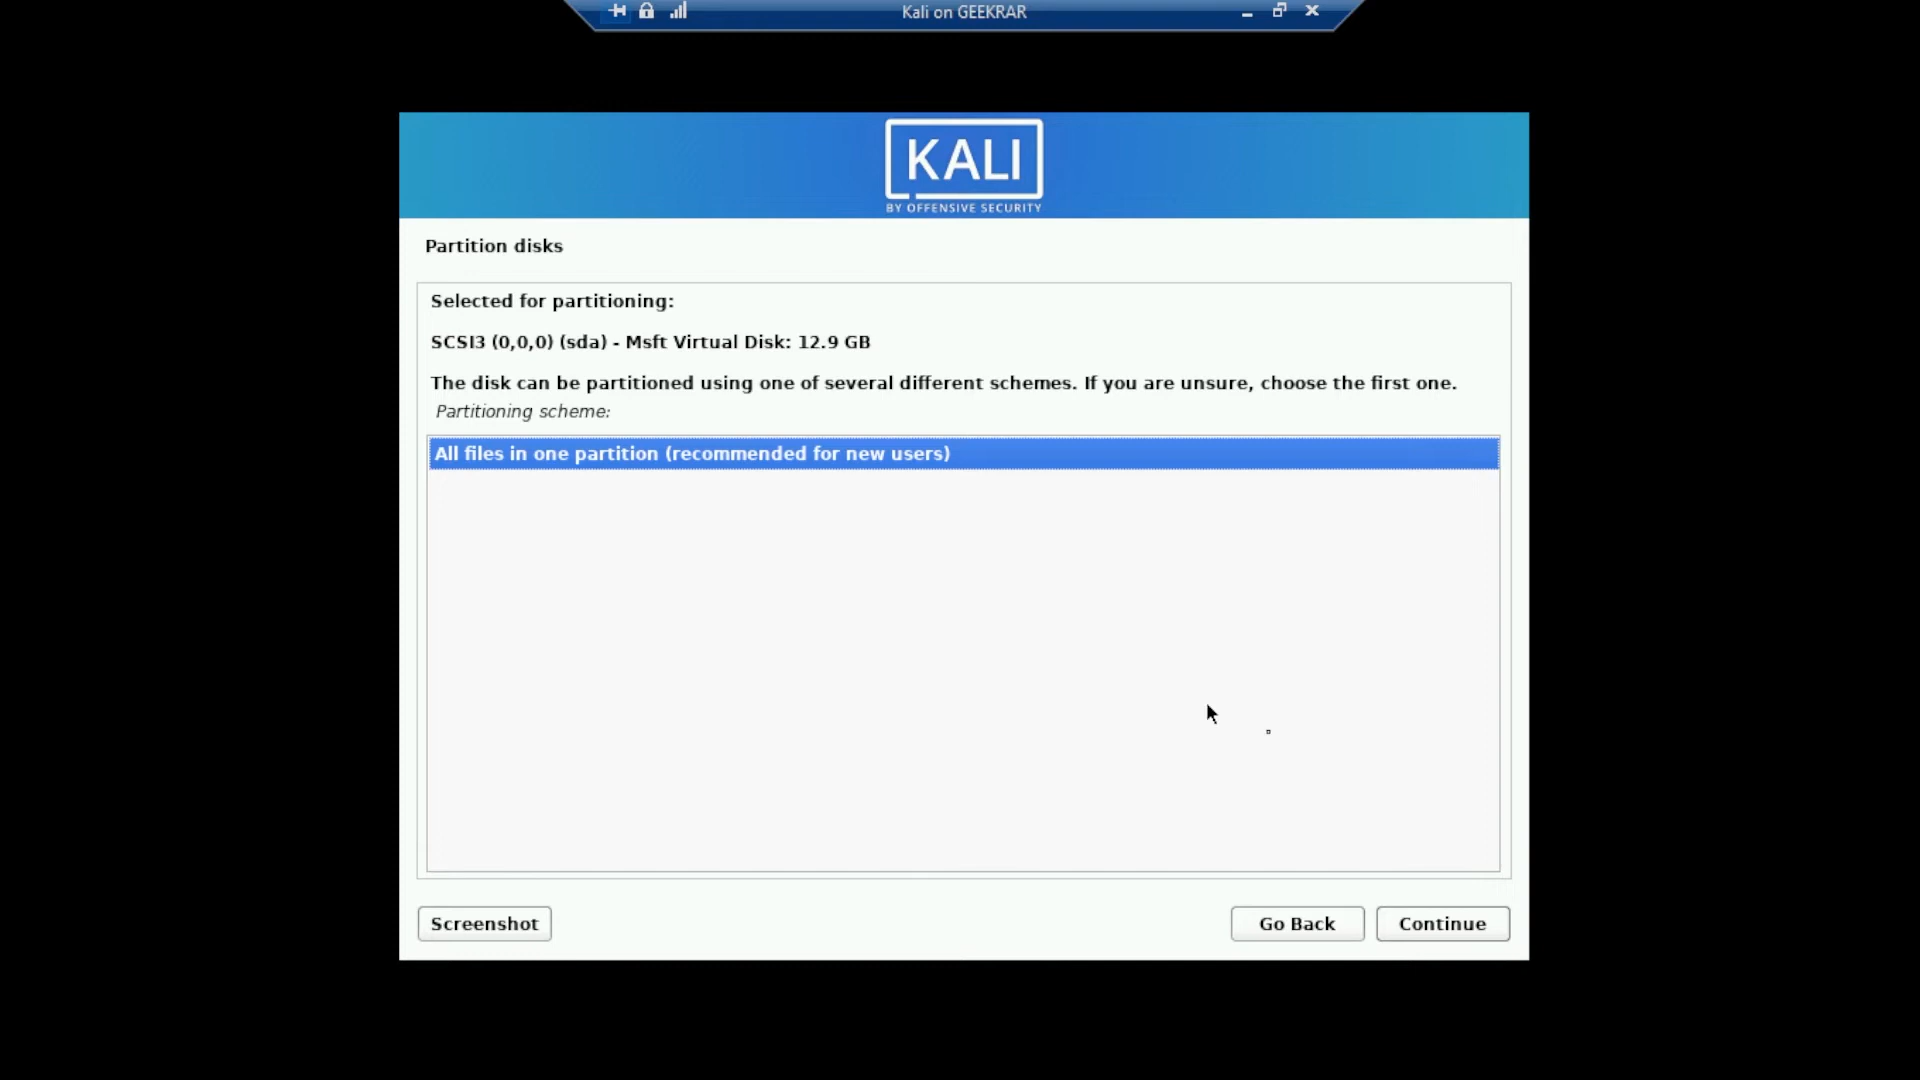 Kali on GEEKRAR
KALI
BY OFFENSIVE SECURITY
Partition disks
Selected for partitioning:
SCSI3 (0,0,0) (sda) - Msft Virtual Disk: 12.9 GB
The disk can be partitioned using one of several different schemes. If you are unsure, choose the first one.
Partitioning scheme:
All files in one partition (recommended for new users)
Screenshot
Go Back
Continue